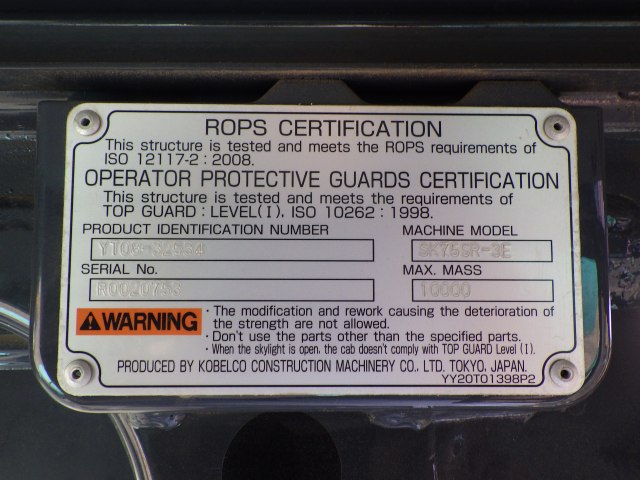 ROPS CERTIFICATION
This structure is tested and meets the ROPS requirements of
ISO 12117-2 : 2008.
OPERATOR PROTECTIVE GUARDS CERTIFICATION
This structure is tested and meets the requirements of
TOP GUARD : LEVEL(I), ISO 10262 : 1998.
PRODUCT IDENTIFICATION NUMBER MACHINE MODEL
YT08-32534 SK75SR-3E
SERIAL No. MAX. MASS
R0020753 10000
WARNING
· The modification and rework causing the deterioration of
the strength are not allowed.
· Don't use the parts other than the specified parts.
· When the skylight is open, the cab doesn't comply with TOP GUARD Level (I).
PRODUCED BY KOBELCO CONSTRUCTION MACHINERY CO., LTD. TOKYO, JAPAN.
YY20T01398P2